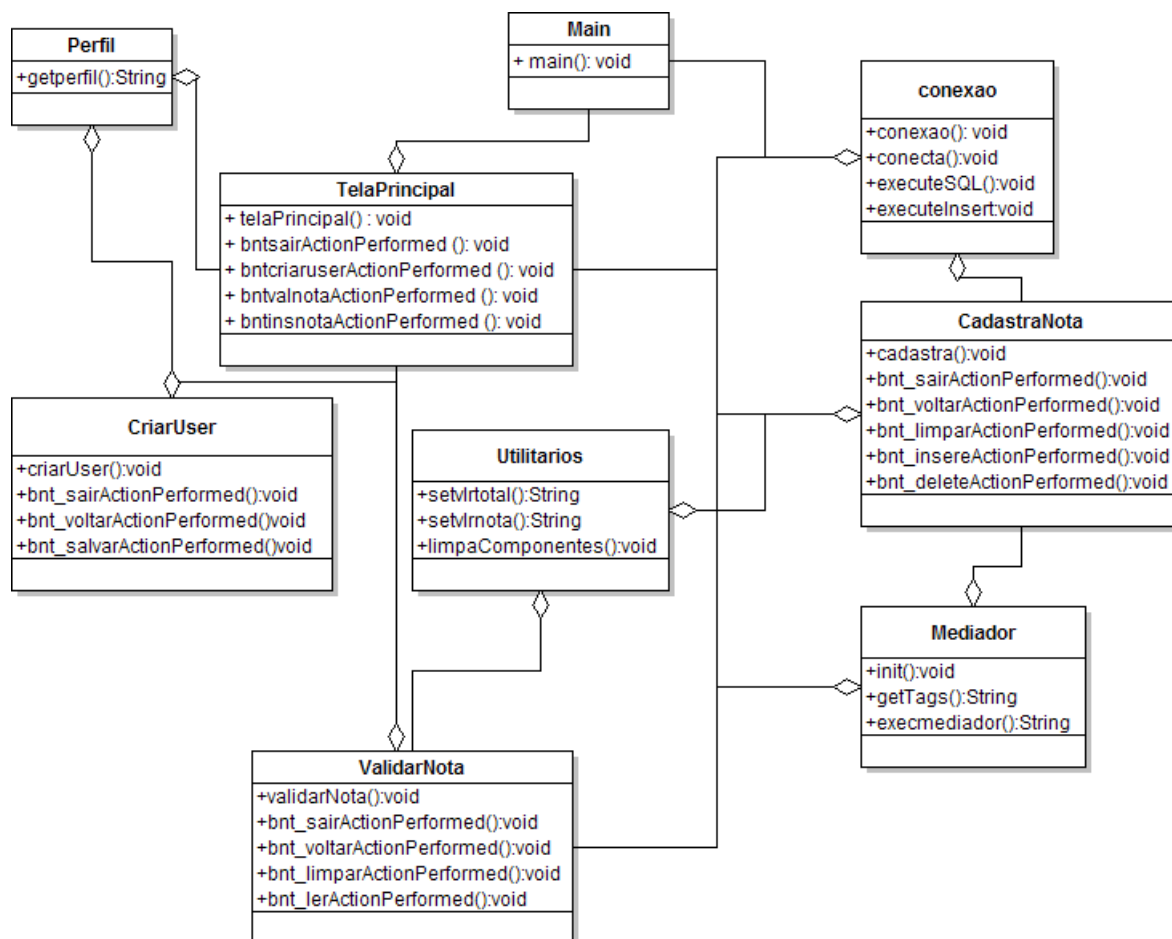 Perfil
+getperfil():String
Main
+ main(): void
conexao
+conexao(): void
+conecta():void
+executeSQL():void
+executeInsert:void
TelaPrincipal
+ telaPrincipal() : void
+ bntsairActionPerformed (): void
+ bntcriaruserActionPerformed (): void
+ bntvalnotaActionPerformed (): void
+ bntinsnotaActionPerformed (): void
CadastraNota
+cadastra():void
+bnt_sairActionPerformed():void
+bnt_voltarActionPerformed():void
+bnt_limparActionPerformed():void
+bnt_insereActionPerformed():void
+bnt_deleteActionPerformed():void
CriarUser
+criarUser():void
+bnt_sairActionPerformed():void
+bnt_voltarActionPerformed()void
+bnt_salvarActionPerformed()void
Utilitarios
+setvlrtotal():String
+setvlrnota():String
+limpaComponentes():void
Mediador
+init():void
+getTags():String
+execmediador():String
ValidarNota
+validarNota():void
+bnt_sairActionPerformed():void
+bnt_voltarActionPerformed():void
+bnt_limparActionPerformed():void
+bnt_lerActionPerformed():void